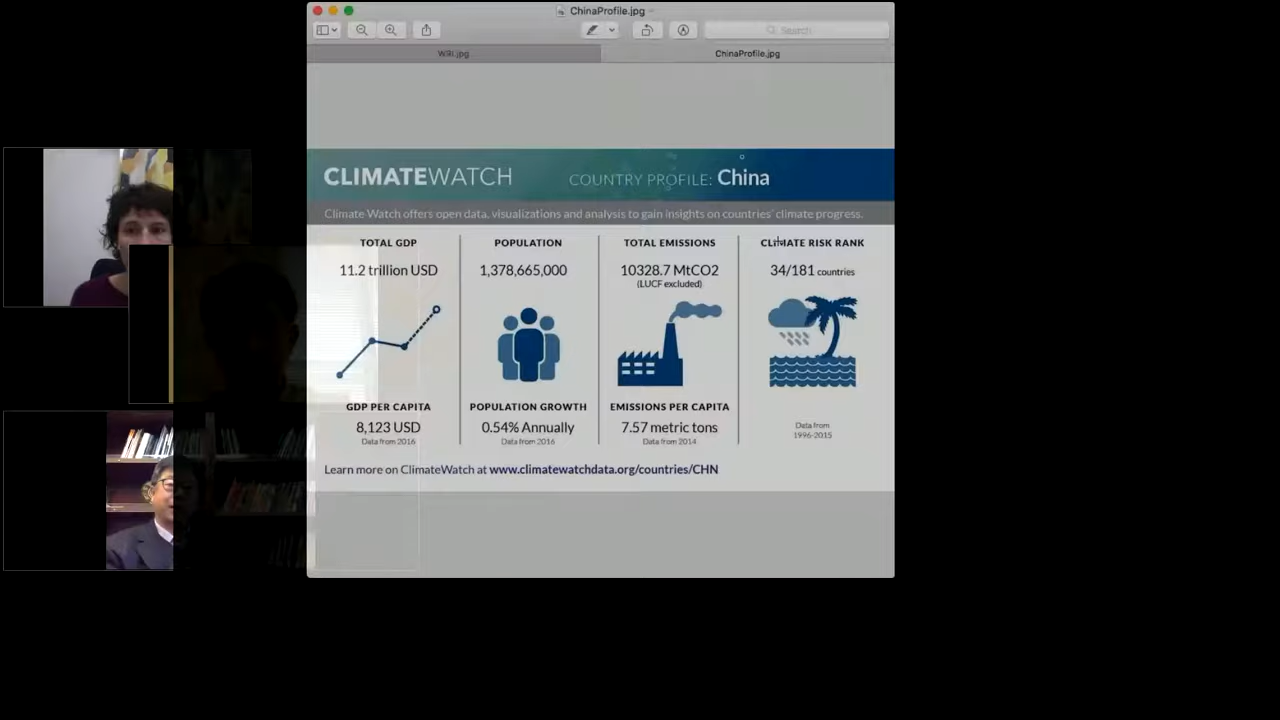 ChinaProfile.jpg
Search
WRI.jpg
ChinaProfile.jpg
CLIMATEWATCH
COUNTRY PROFILE: China
Climate Watch offers open data, visualizations and analysis to gain insights on countries' climate progress.
TOTAL GDP
11.2 trillion USD
GDP PER CAPITA
8,123 USD
Data from 2016
POPULATION
1,378,665,000
POPULATION GROWTH
0.54% Annually
Data from 2016
TOTAL EMISSIONS
10328.7 MtCO2
(LUCF excluded)
EMISSIONS PER CAPITA
7.57 metric tons
Data from 2014
CLIMATE RISK RANK
34/181 countries
Data from
1996-2015
Learn more on ClimateWatch at www.climatewatchdata.org/countries/CHN